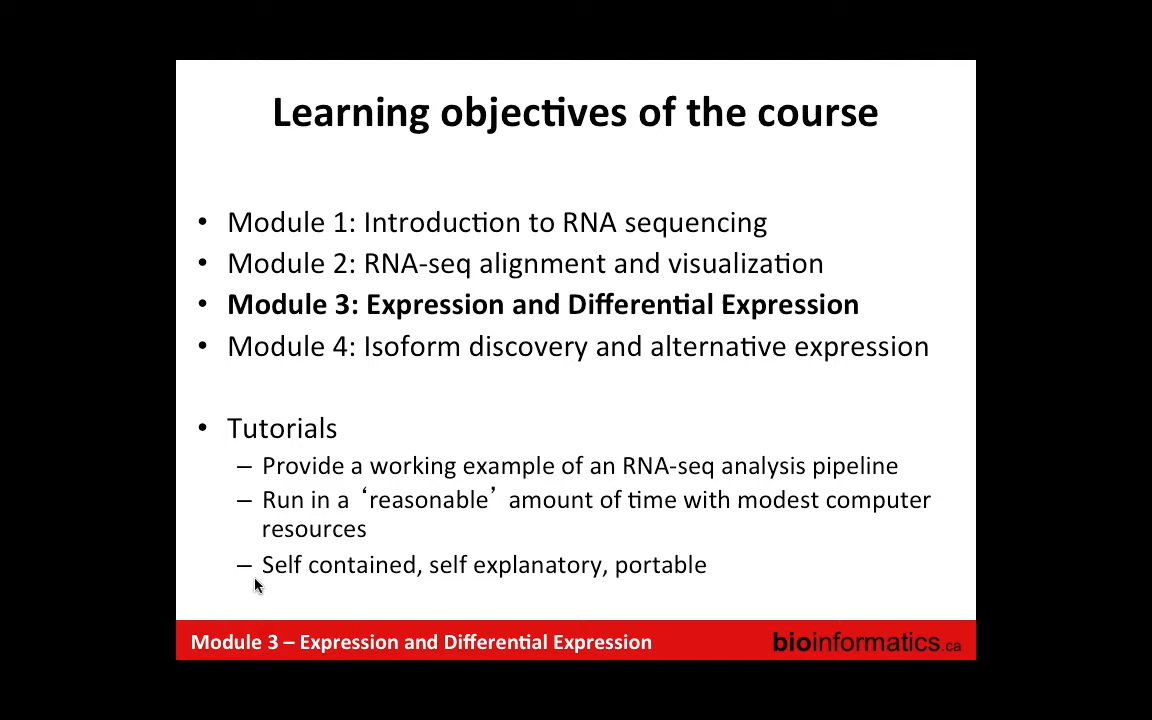 Learning objectives of the course
• Module 1: Introduction to RNA sequencing
• Module 2: RNA-seq alignment and visualization
• Module 3: Expression and Differential Expression
• Module 4: Isoform discovery and alternative expression
• Tutorials
– Provide a working example of an RNA-seq analysis pipeline
– Run in a ‘reasonable’ amount of time with modest computer
resources
– Self contained, self explanatory, portable
Module 3 – Expression and Differential Expression
bioinformatics.ca